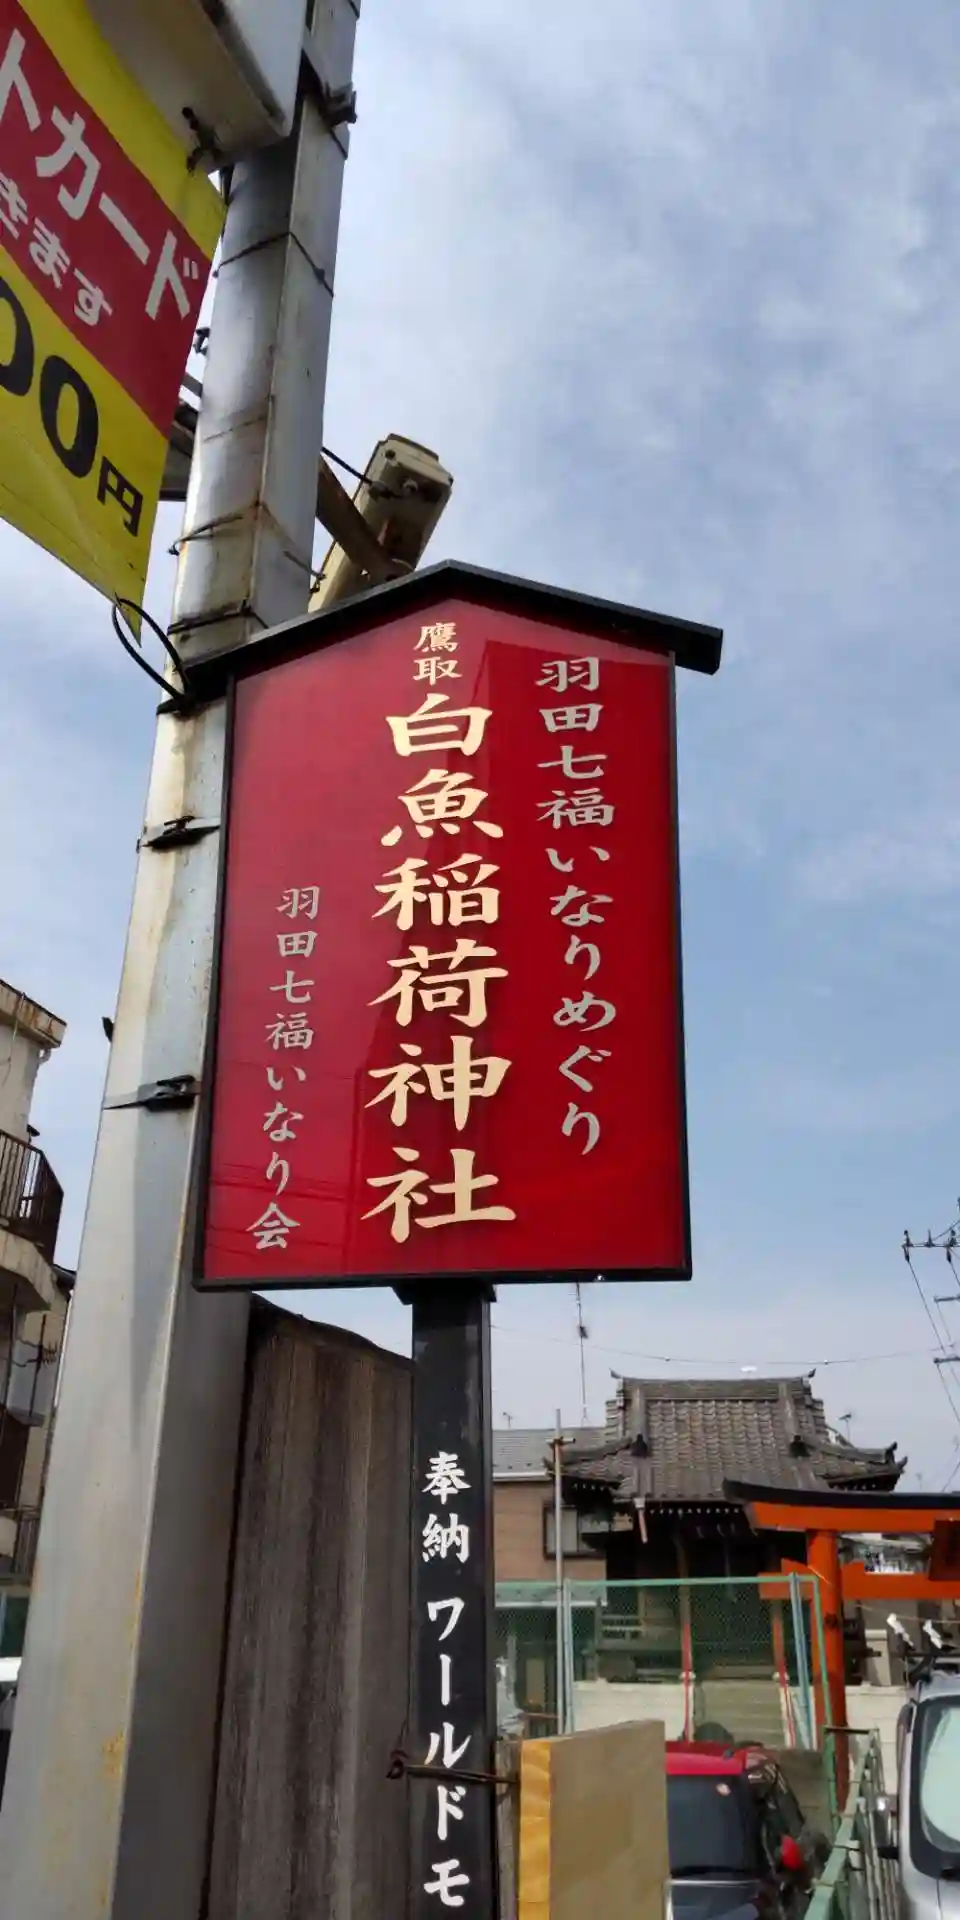 羽田七福いなりめぐり
鷹取
白魚稲荷神社
羽田七福いなり会
奉納 ワールドモ
トカード
きます
00円